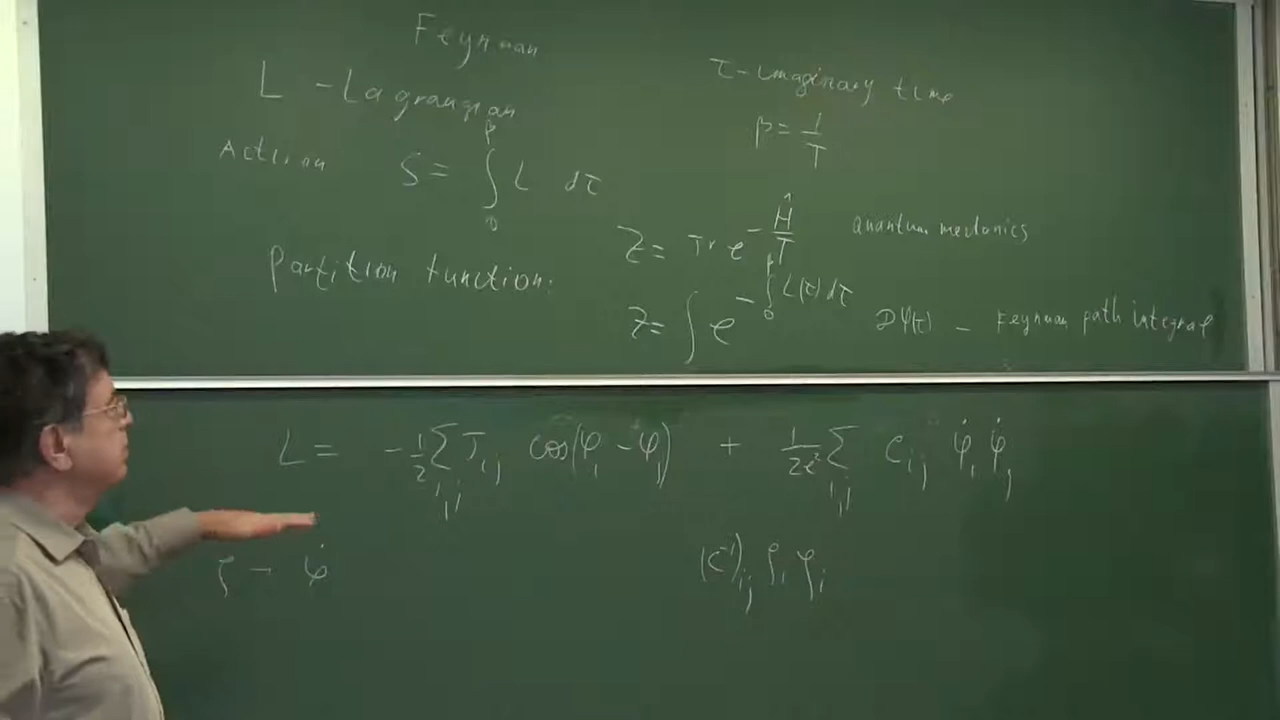 Feynman
L - Lagrangian
τ - imaginary time
β = 1/T
Action S = ∫₀^β L dτ
Z = Tr e^{-Ĥ/T} quantum mechanics
Partition function:
Z = ∫ e^{-∫₀^β L(τ) dτ} Dφ(τ) - Feynman path integral
L = -1/2 Σ_{i,j} J_{ij} cos(φ_i - φ_j) + 1/2e² Σ_{i,j} C_{ij} φ̇_i φ̇_j
ρ - φ̇
(C⁻¹)_{ij} ρ_i ρ_j